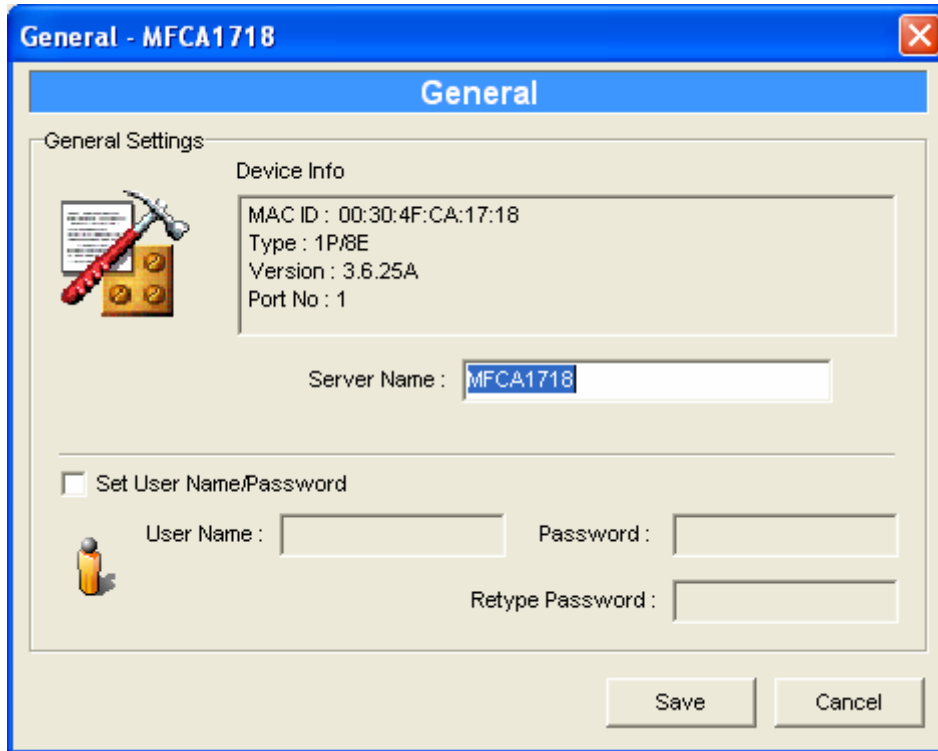 General - MFCA1718
General
General Settings
Device Info
MAC ID : 00:30:4F:CA:17:18
Type : 1P/8E
Version : 3.6.25A
Port No : 1
Server Name : MFCA1718
Set User Name/Password
User Name : Password :
Retype Password :
Save Cancel